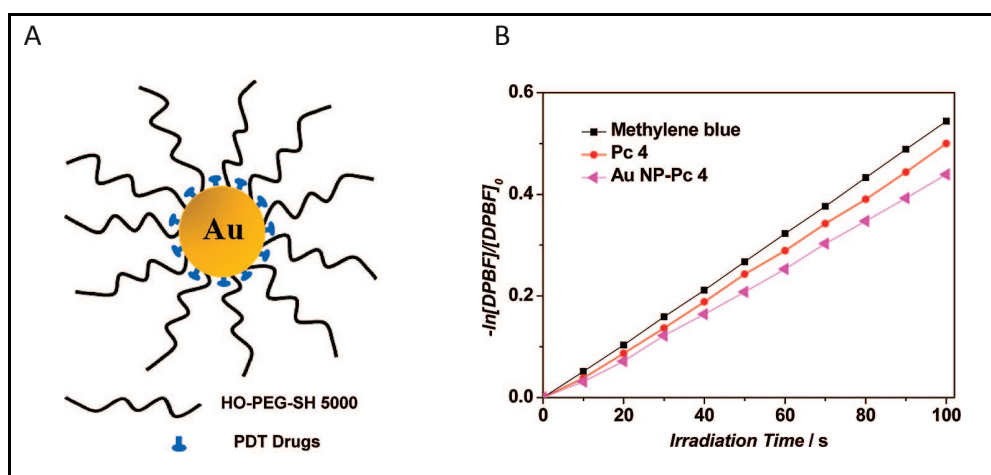 A
Au
HO-PEG-SH 5000
PDT Drugs
B
-ln[DPBF]/[DPBF]0
0.6
0.4
0.2
0.0
Methylene blue
Pc 4
Au NP-Pc 4
0 20 40 60 80 100
Irradiation Time / s